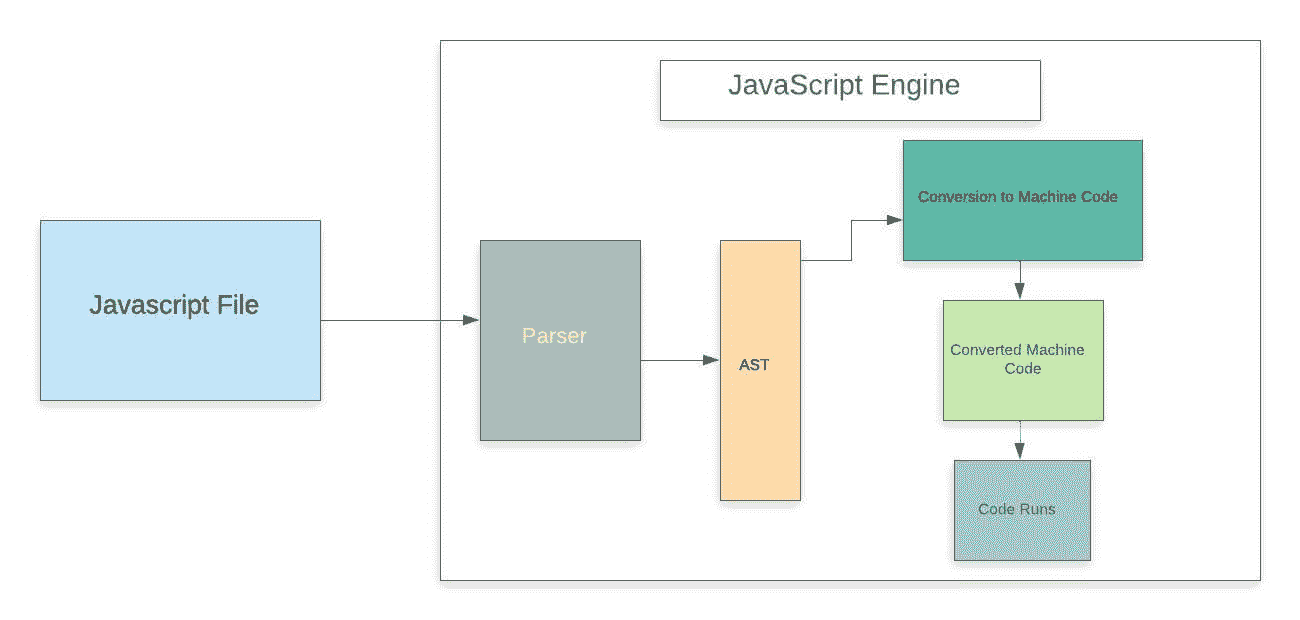 JavaScript Engine
Conversion to Machine Code
Javascript File
Parser
AST
Converted Machine
Code
Code Runs